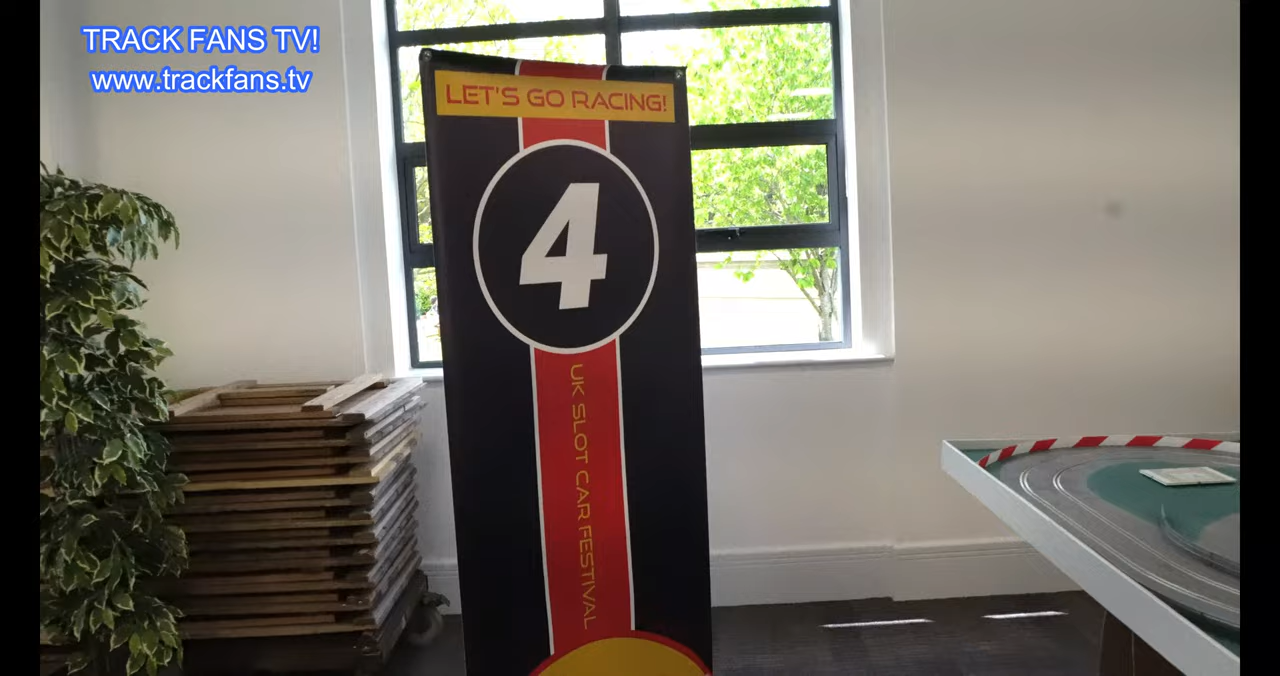 TRACK FANS TV!
www.trackfans.tv
LET'S GO RACING!
4
UK SLOT CAR FESTIVAL